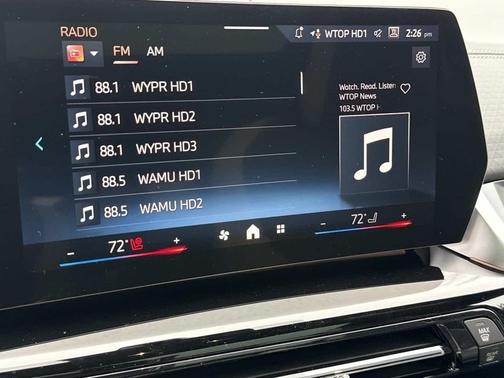 RADIO
WTOP HD1
2:26 pm
FM AM
88.1 WYPR HD1
88.1 WYPR HD2
88.1 WYPR HD3
88.5 WAMU HD1
88.5 WAMU HD2
Watch. Read. Listen
WTOP News
103.5 WTOP H
- 72° +
- 72° +
MAX